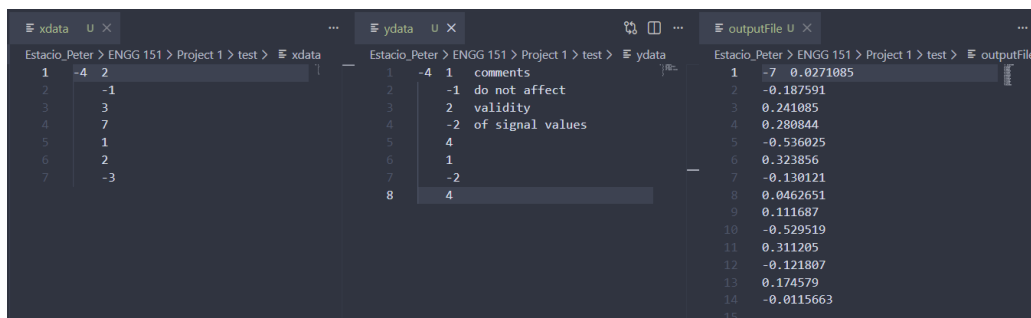 xdata U
Estacio_Peter > ENGG 151 > Project 1 > test > xdata
1 -4 2
2 -1
3 3
4 7
5 1
6 2
7 -3
ydata U
Estacio_Peter > ENGG 151 > Project 1 > test > ydata
1 -4 1 comments
2 -1 do not affect
3 2 validity
4 -2 of signal values
5 4
6 1
7 -2
8 4
outputFile U
Estacio_Peter > ENGG 151 > Project 1 > test > outputFile
1 -7 0.0271085
2 -0.187591
3 0.241085
4 0.280844
5 -0.536025
6 0.323856
7 -0.130121
8 0.0462651
9 0.111687
10 -0.529519
11 0.311205
12 -0.121807
13 0.174579
14 -0.0115663
15